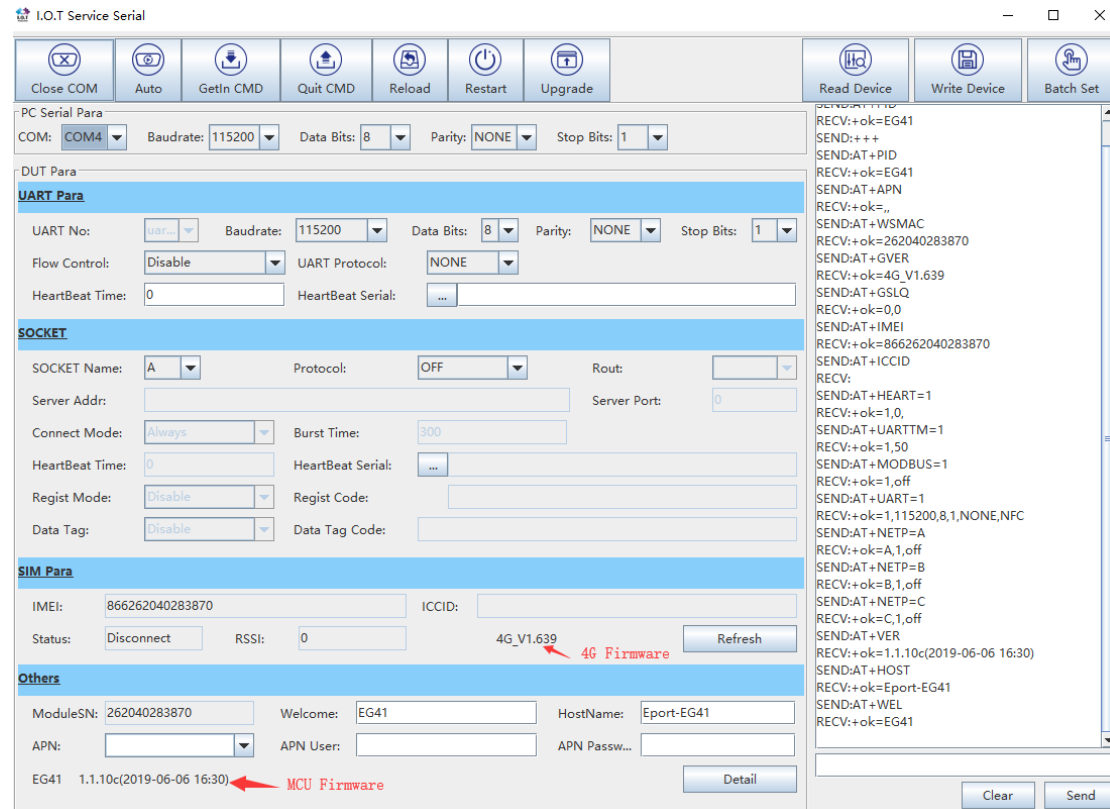 I.O.T Service Serial
Close COM Auto GetIn CMD Quit CMD Reload Restart Upgrade Read Device Write Device Batch Set
PC Serial Para
COM: COM4 Baudrate: 115200 Data Bits: 8 Parity: NONE Stop Bits: 1
DUT Para
UART Para
UART No: uar... Baudrate: 115200 Data Bits: 8 Parity: NONE Stop Bits: 1
Flow Control: Disable UART Protocol: NONE
HeartBeat Time: 0 HeartBeat Serial: ...
SOCKET
SOCKET Name: A Protocol: OFF Rout:
Server Addr: Server Port: 0
Connect Mode: Always Burst Time: 300
HeartBeat Time: 0 HeartBeat Serial: ...
Regist Mode: Disable Regist Code:
Data Tag: Disable Data Tag Code:
SIM Para
IMEI: 866262040283870 ICCID:
Status: Disconnect RSSI: 0 4G_V1.639 Refresh
4G Firmware
Others
ModuleSN: 262040283870 Welcome: EG41 HostName: Eport-EG41
APN: APN User: APN Passw...
EG41 1.1.10c(2019-06-06 16:30) MCU Firmware Detail
SEND:AT+PID
RECV:+ok=EG41
SEND:+++
SEND:AT+PID
RECV:+ok=EG41
SEND:AT+APN
RECV:+ok=,,
SEND:AT+WSMAC
RECV:+ok=262040283870
SEND:AT+GVER
RECV:+ok=4G_V1.639
SEND:AT+GSLQ
RECV:+ok=0,0
SEND:AT+IMEI
RECV:+ok=866262040283870
SEND:AT+ICCID
RECV:
SEND:AT+HEART=1
RECV:+ok=1,0,
SEND:AT+UARTTM=1
RECV:+ok=1,50
SEND:AT+MODBUS=1
RECV:+ok=1,off
SEND:AT+UART=1
RECV:+ok=1,115200,8,1,NONE,NFC
SEND:AT+NETP=A
RECV:+ok=A,1,off
SEND:AT+NETP=B
RECV:+ok=B,1,off
SEND:AT+NETP=C
RECV:+ok=C,1,off
SEND:AT+VER
RECV:+ok=1.1.10c(2019-06-06 16:30)
SEND:AT+HOST
RECV:+ok=Eport-EG41
SEND:AT+WEL
RECV:+ok=EG41
Clear Send